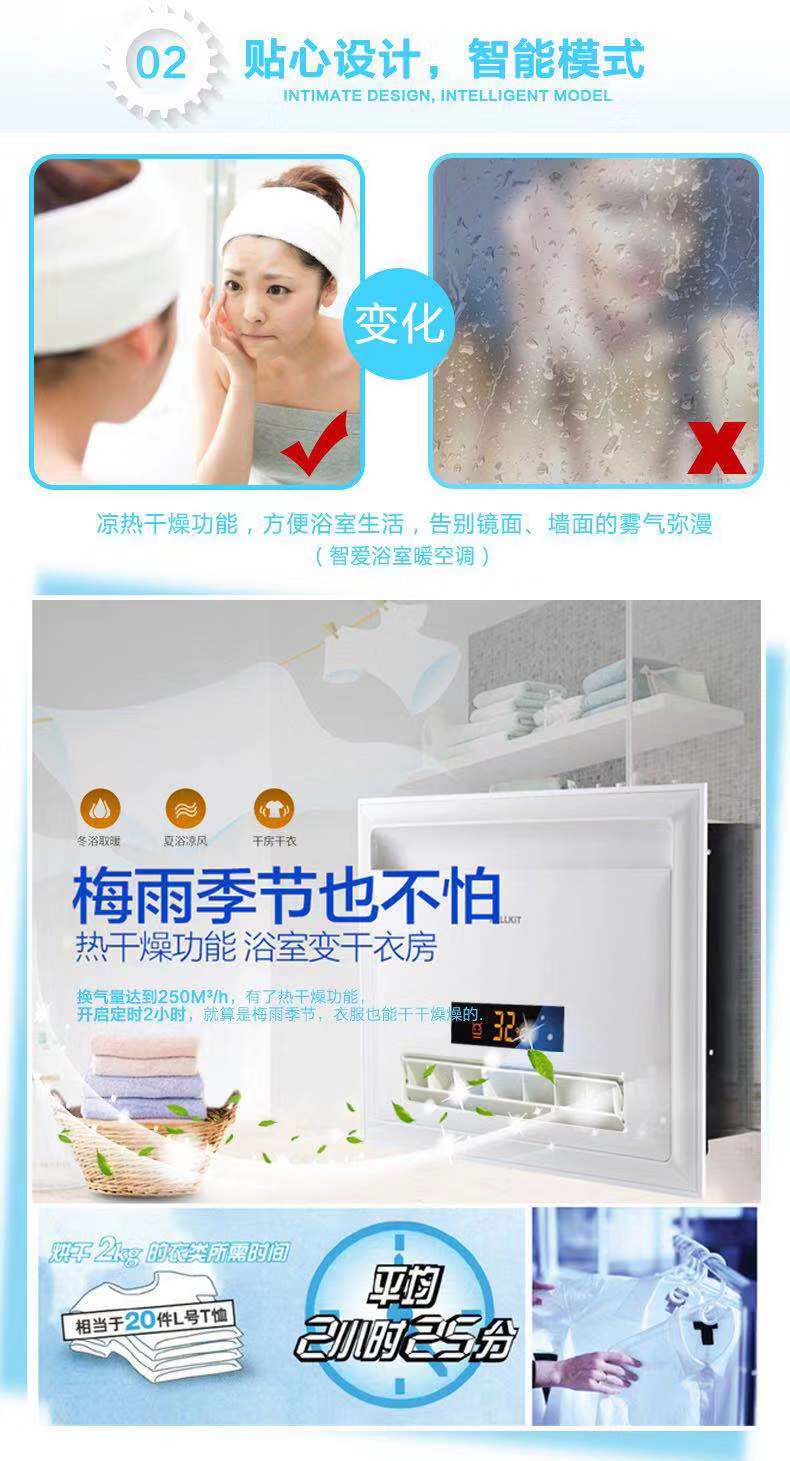 02
贴心设计，智能模式
INTIMATE DESIGN, INTELLIGENT MODEL
变化
凉热干燥功能，方便浴室生活，告别镜面、墙面的雾气弥漫
（智爱浴室暖空调）
冬浴取暖 夏浴凉风 干房干衣
梅雨季节也不怕
LLKIT
热干燥功能 浴室变干衣房
换气量达到250M³/h，有了热干燥功能，
开启定时2小时，就算是梅雨季节，衣服也能干干燥燥的.
32
烘干2kg的衣类所需时间
相当于20件L号T恤
平均
2小时25分